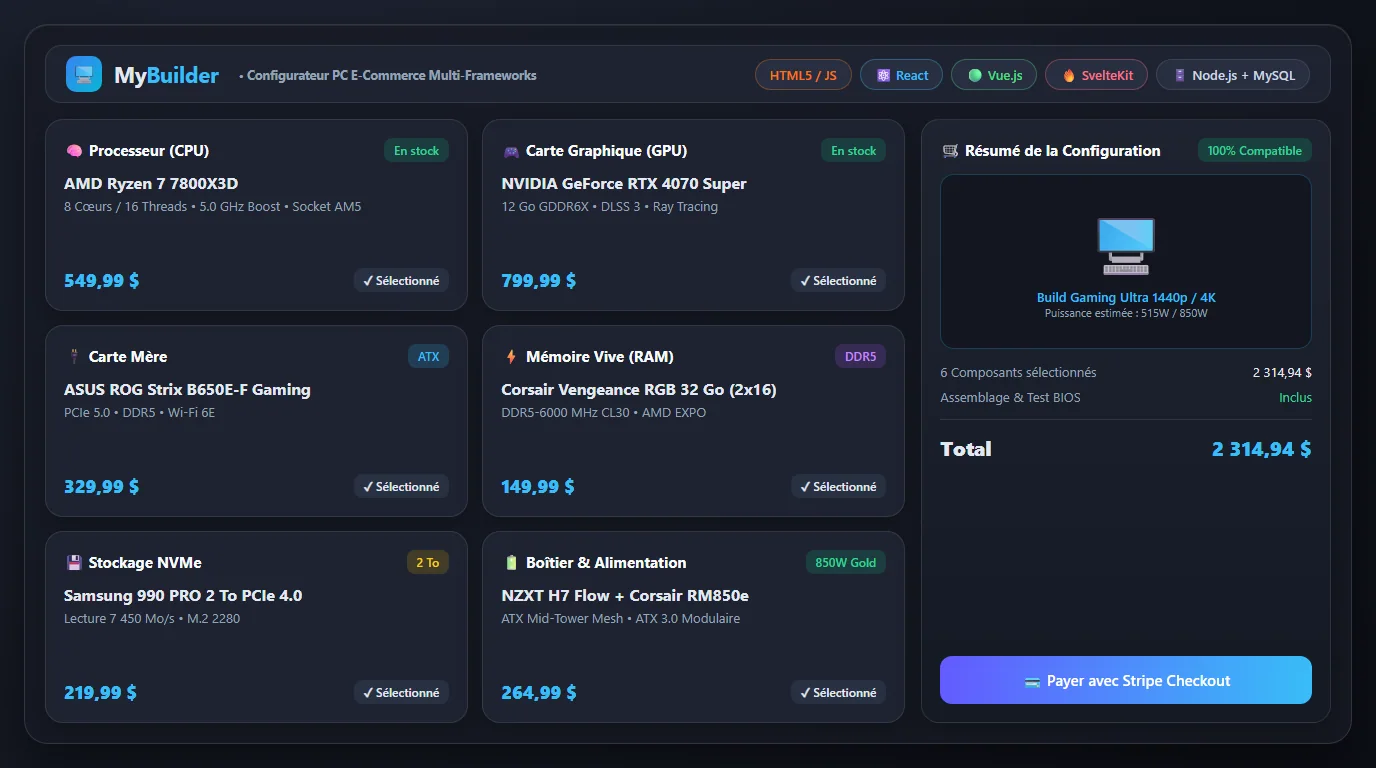 MyBuilder • Configurateur PC E-Commerce Multi-Frameworks
HTML5 / JS
React
Vue.js
SvelteKit
Node.js + MySQL
Processeur (CPU)
En stock
AMD Ryzen 7 7800X3D
8 Cœurs / 16 Threads • 5.0 GHz Boost • Socket AM5
549,99 $
✓ Sélectionné
Carte Graphique (GPU)
En stock
NVIDIA GeForce RTX 4070 Super
12 Go GDDR6X • DLSS 3 • Ray Tracing
799,99 $
✓ Sélectionné
Carte Mère
ATX
ASUS ROG Strix B650E-F Gaming
PCIe 5.0 • DDR5 • Wi-Fi 6E
329,99 $
✓ Sélectionné
Mémoire Vive (RAM)
DDR5
Corsair Vengeance RGB 32 Go (2x16)
DDR5-6000 MHz CL30 • AMD EXPO
149,99 $
✓ Sélectionné
Stockage NVMe
2 To
Samsung 990 PRO 2 To PCIe 4.0
Lecture 7 450 Mo/s • M.2 2280
219,99 $
✓ Sélectionné
Boîtier & Alimentation
850W Gold
NZXT H7 Flow + Corsair RM850e
ATX Mid-Tower Mesh • ATX 3.0 Modulaire
264,99 $
✓ Sélectionné
Résumé de la Configuration
100% Compatible
Build Gaming Ultra 1440p / 4K
Puissance estimée : 515W / 850W
6 Composants sélectionnés
2 314,94 $
Assemblage & Test BIOS
Inclus
Total
2 314,94 $
Payer avec Stripe Checkout